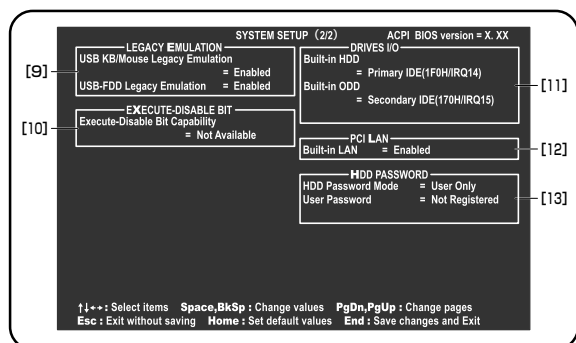 SYSTEM SETUP (2/2) ACPI BIOS version = X. XX
LEGACY EMULATION
USB KB/Mouse Legacy Emulation
= Enabled
USB-FDD Legacy Emulation = Enabled
[9]
EXECUTE-DISABLE BIT
Execute-Disable Bit Capability
= Not Available
[10]
DRIVES I/O
Built-in HDD
= Primary IDE(1F0H/IRQ14)
Built-in ODD
= Secondary IDE(170H/IRQ15)
[11]
PCI LAN
Built-in LAN = Enabled
[12]
HDD PASSWORD
HDD Password Mode = User Only
User Password = Not Registered
[13]
↑↓←→ : Select items Space,BkSp : Change values PgDn,PgUp : Change pages
Esc : Exit without saving Home : Set default values End : Save changes and Exit